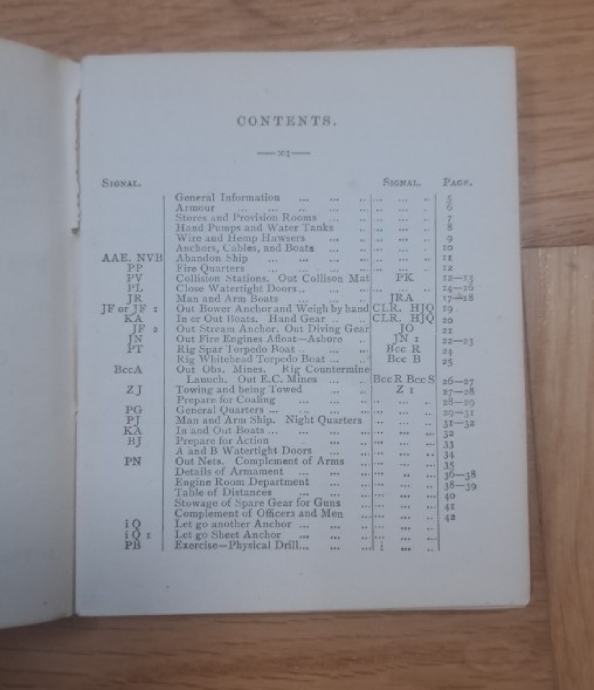 CONTENTS.
SIGNAL. SIGNAL. PAGE.
General Information ... ... ... ... ... ... 5
Armour ... ... ... ... ... ... ... 6
Stores and Provision Rooms ... ... ... ... ... 7
Hand Pumps and Water Tanks ... ... ... ... 8
Wire and Hemp Hawsers ... ... ... ... ... 9
Anchors, Cables, and Boats ... ... ... ... ... 10
AAE. NVB Abandon Ship ... ... ... ... ... ... 11
PP Fire Quarters ... ... ... ... ... ... 12
PV Collision Stations. Out Collison Mat PK 12—13
PL Close Watertight Doors... ... ... ... ... ... 14—16
JR Man and Arm Boats ... ... ... JRA 17—18
JF or JF 1 Out Bower Anchor and Weigh by hand CLR. HJQ 19
KA In or Out Boats. Hand Gear ... ... CLR. HJQ 20
JF 2 Out Stream Anchor. Out Diving Gear JO 21
JN Out Fire Engines Afloat—Ashore ... JN 1 22—23
PT Rig Spar Torpedo Boat ... ... ... Bcc R 24
Rig Whitehead Torpedo Boat ... ... Bcc B 25
BccA Out Obs. Mines. Rig Countermine
Launch. Out E.C. Mines ... ... BccR BccS 26—27
ZJ Towing and being Towed ... ... Z 1 27—28
Prepare for Coaling ... ... ... ... ... ... 28—29
PG General Quarters ... ... ... ... ... ... ... 29—31
PJ Man and Arm Ship. Night Quarters ... ... ... 31—32
KA In and Out Boats ... ... ... ... ... ... ... 32
BJ Prepare for Action ... ... ... ... ... ... 33
A and B Watertight Doors ... ... ... ... ... 34
PN Out Nets. Complement of Arms ... ... ... ... 35
Details of Armament ... ... ... ... ... ... 36—38
Engine Room Department ... ... ... ... ... 38—39
Table of Distances ... ... ... ... ... ... 40
Stowage of Spare Gear for Guns ... ... ... ... 41
Complement of Officers and Men ... ... ... ... 42
iQ Let go another Anchor ... ... ... ... ... ...
iQ 1 Let go Sheet Anchor ... ... ... ... ... ...
PB Exercise—Physical Drill... ... ... ... ... ...